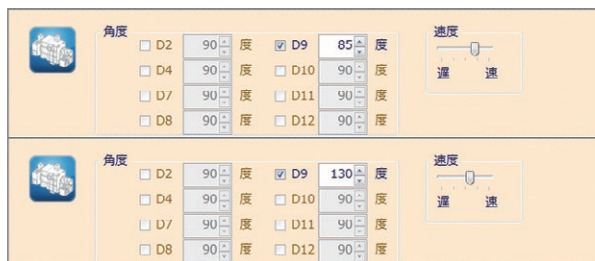 角度 速度
D2 90 度 D9 85 度
D4 90 度 D10 90 度 遲 速
D7 90 度 D11 90 度
D8 90 度 D12 90 度
角度 速度
D2 90 度 D9 130 度
D4 90 度 D10 90 度 遲 速
D7 90 度 D11 90 度
D8 90 度 D12 90 度